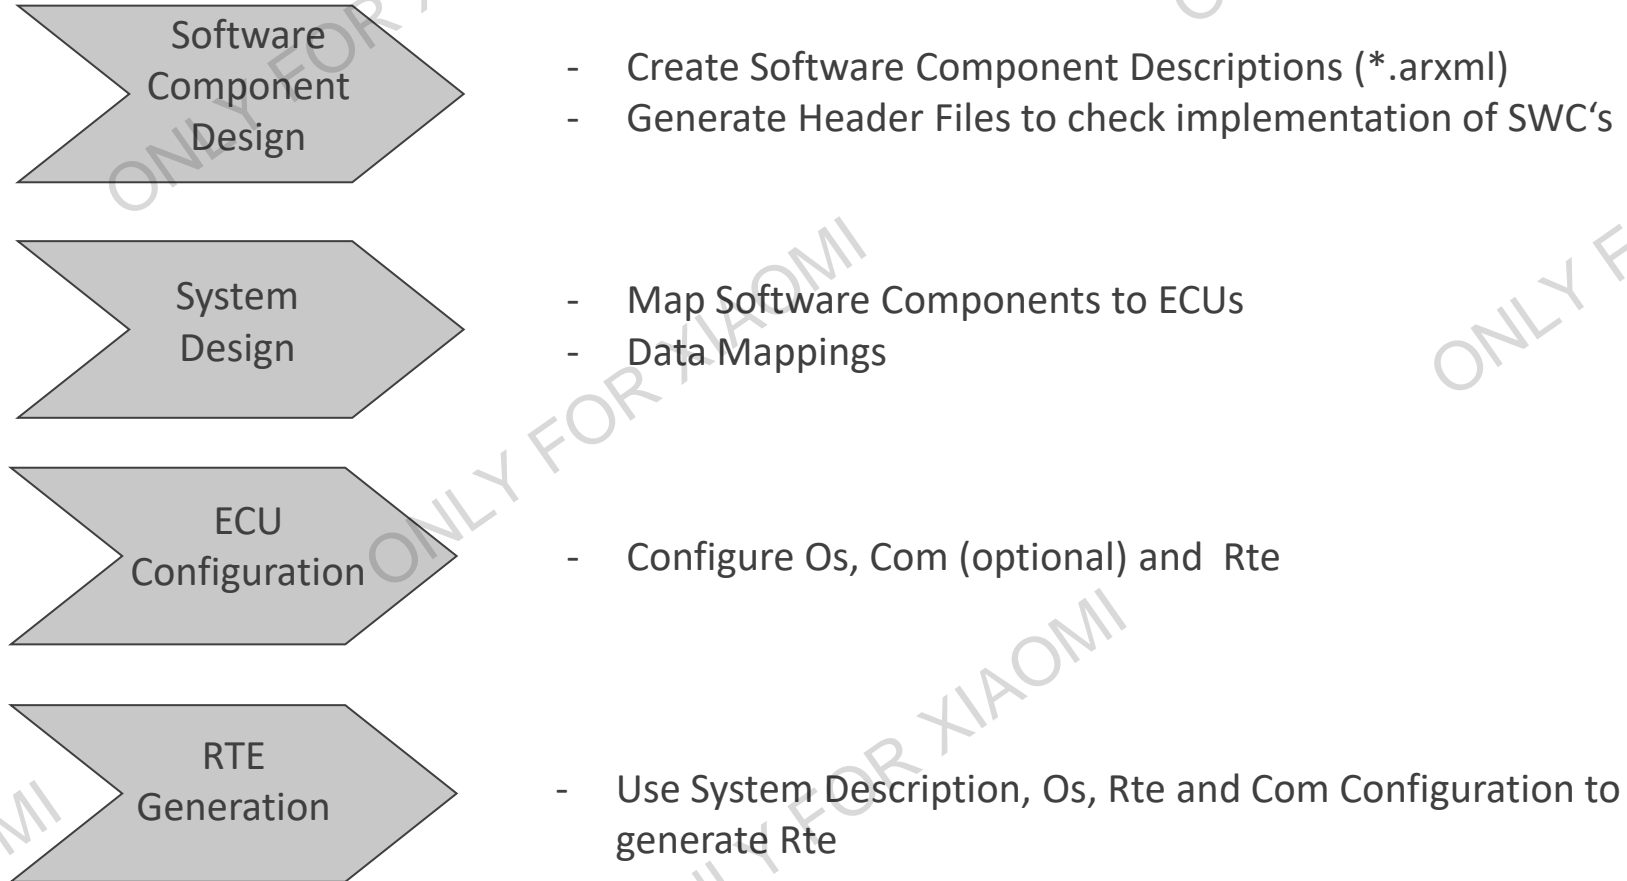 Software
Component
Design
- Create Software Component Descriptions (*.arxml)
- Generate Header Files to check implementation of SWC‘s
System
Design
- Map Software Components to ECUs
- Data Mappings
ECU
Configuration
- Configure Os, Com (optional) and Rte
RTE
Generation
- Use System Description, Os, Rte and Com Configuration to
generate Rte
ONLY FOR
ONLY FOR XIAOMI
ONLY F
LY FOR XIAOMI
MI